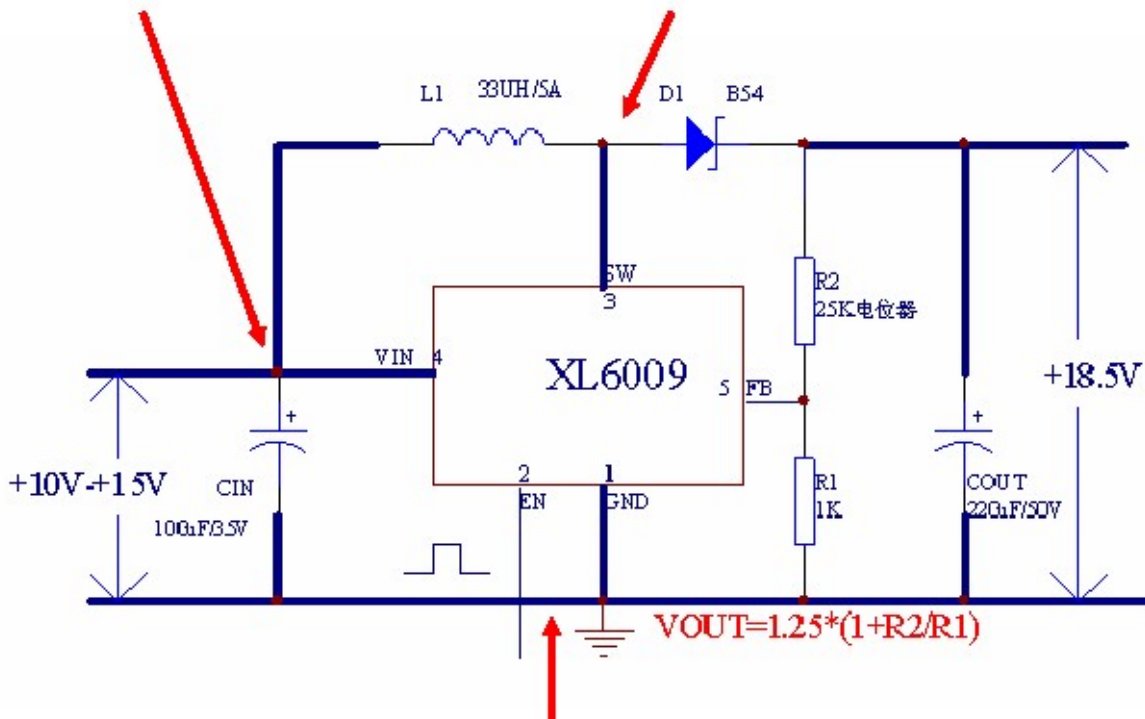 L1
33UH/5A
D1
B54
SW
3
R2
25K电位器
VIN 4
XL6009
5 FB
+18.5V
+10V-+15V
CIN
100uF/35V
2
EN
1
GND
R1
1K
COUT
220uF/50V
VOUT=1.25*(1+R2/R1)